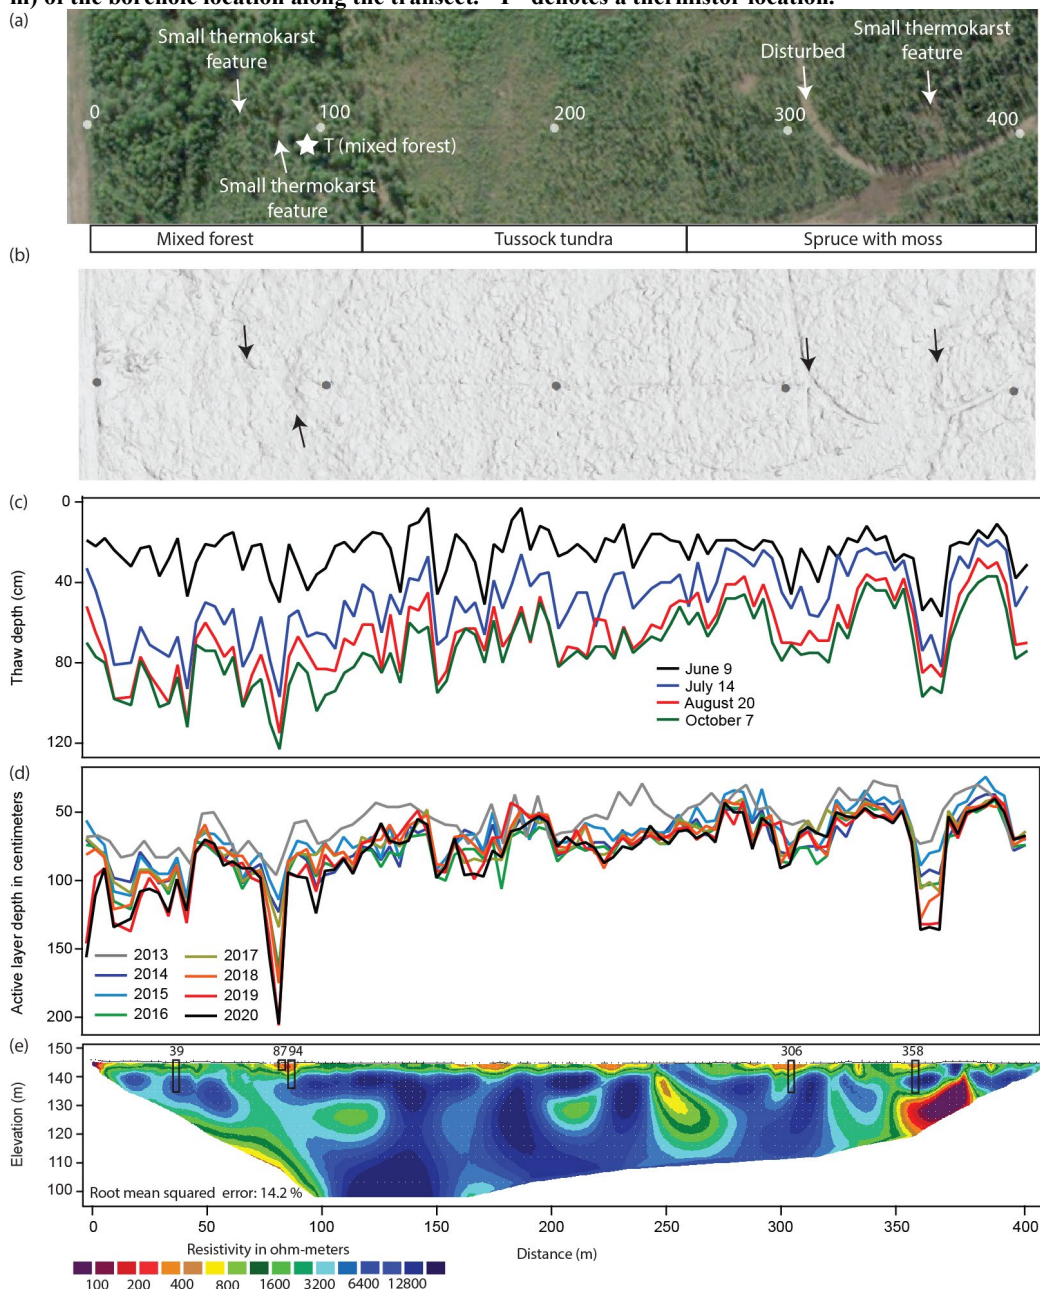 m) of the borehole location along the transect. "T" denotes a thermistor location.
(a)
Small thermokarst
feature
Disturbed
Small thermokarst
feature
0
100
200
300
400
T (mixed forest)
Small thermokarst
feature
Mixed forest
Tussock tundra
Spruce with moss
(b)
(c)
0
40
80
120
Thaw depth (cm)
June 9
July 14
August 20
October 7
(d)
50
100
150
200
Active layer depth in centimeters
2013
2014
2015
2016
2017
2018
2019
2020
(e)
150
140
130
120
110
100
Elevation (m)
39
87
94
306
358
Root mean squared error: 14.2 %
0 50 100 150 200 250 300 350 400
Distance (m)
Resistivity in ohm-meters
100 200 400 800 1600 3200 6400 12800